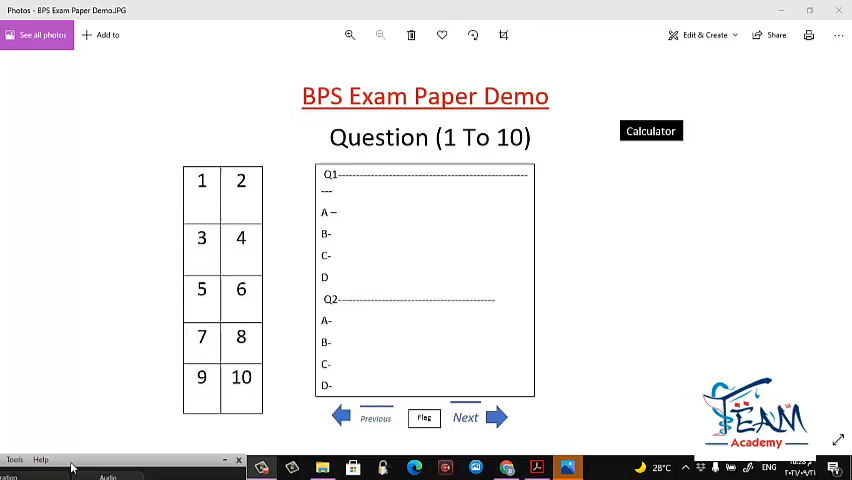 Photos - BPS Exam Paper Demo.JPG
See all photos
Add to
Edit & Create
Share
BPS Exam Paper Demo
Question (1 To 10)
Calculator
1 2
3 4
5 6
7 8
9 10
Q1----------------------------------------------------
---
A –
B-
C-
D
Q2-------------------------------------------
A-
B-
C-
D-
Previous
Flag
Next
TEAM
Academy
Tools Help
ration
Audio
28°C
ENG